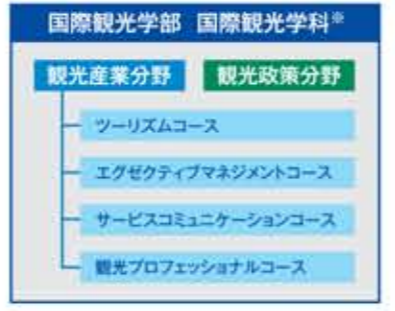 国際観光学部 国際観光学科※
観光産業分野 観光政策分野
ツーリズムコース
エグゼクティブマネジメントコース
サービスコミュニケーションコース
観光プロフェッショナルコース